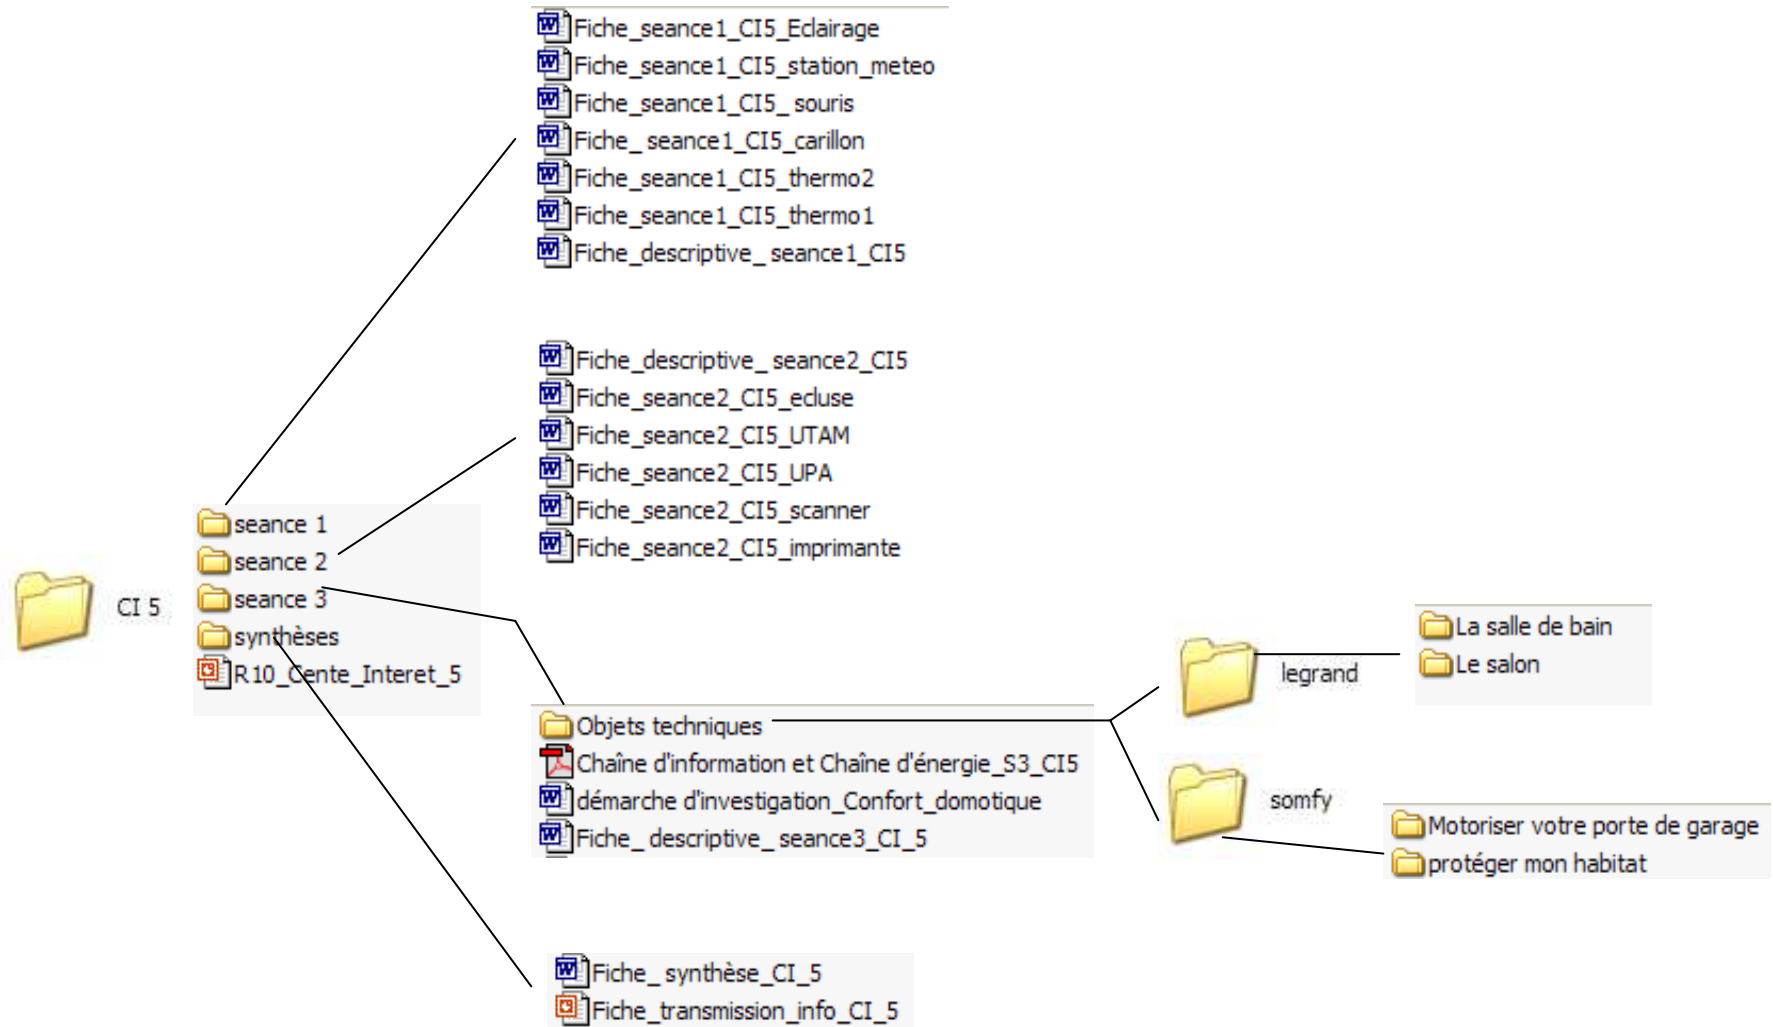 Fiche_seance1_CI5_Eclairage
Fiche_seance1_CI5_station_meteo
Fiche_seance1_CI5_ souris
Fiche_ seance1_CI5_carillon
Fiche_seance1_CI5_thermo2
Fiche_seance1_CI5_thermo1
Fiche_descriptive_ seance1_CI5
Fiche_descriptive_ seance2_CI5
Fiche_seance2_CI5_ecluse
Fiche_seance2_CI5_UTAM
Fiche_seance2_CI5_UPA
Fiche_seance2_CI5_scanner
Fiche_seance2_CI5_imprimante
CI 5
seance 1
seance 2
seance 3
synthèses
R10_Cente_Interet_5
Objets techniques
Chaîne d'information et Chaîne d'énergie_S3_CI5
démarche d'investigation_Confort_domotique
Fiche_ descriptive_ seance3_CI_5
legrand
La salle de bain
Le salon
somfy
Motoriser votre porte de garage
protéger mon habitat
Fiche_ synthèse_CI_5
Fiche_transmission_info_CI_5